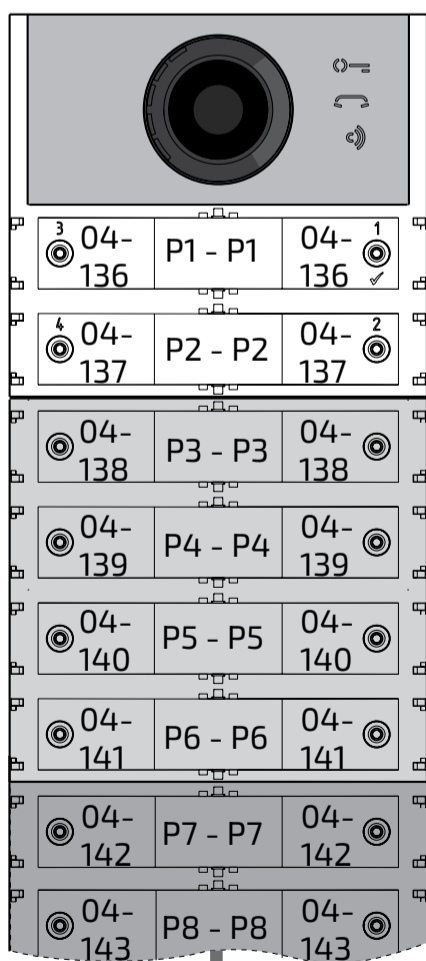 3 04- P1 - P1 04- 1
136 136
4 04- P2 - P2 04- 2
137 137
04- P3 - P3 04-
138 138
04- P4 - P4 04-
139 139
04- P5 - P5 04-
140 140
04- P6 - P6 04-
141 141
04- P7 - P7 04-
142 142
04- P8 - P8 04-
143 143